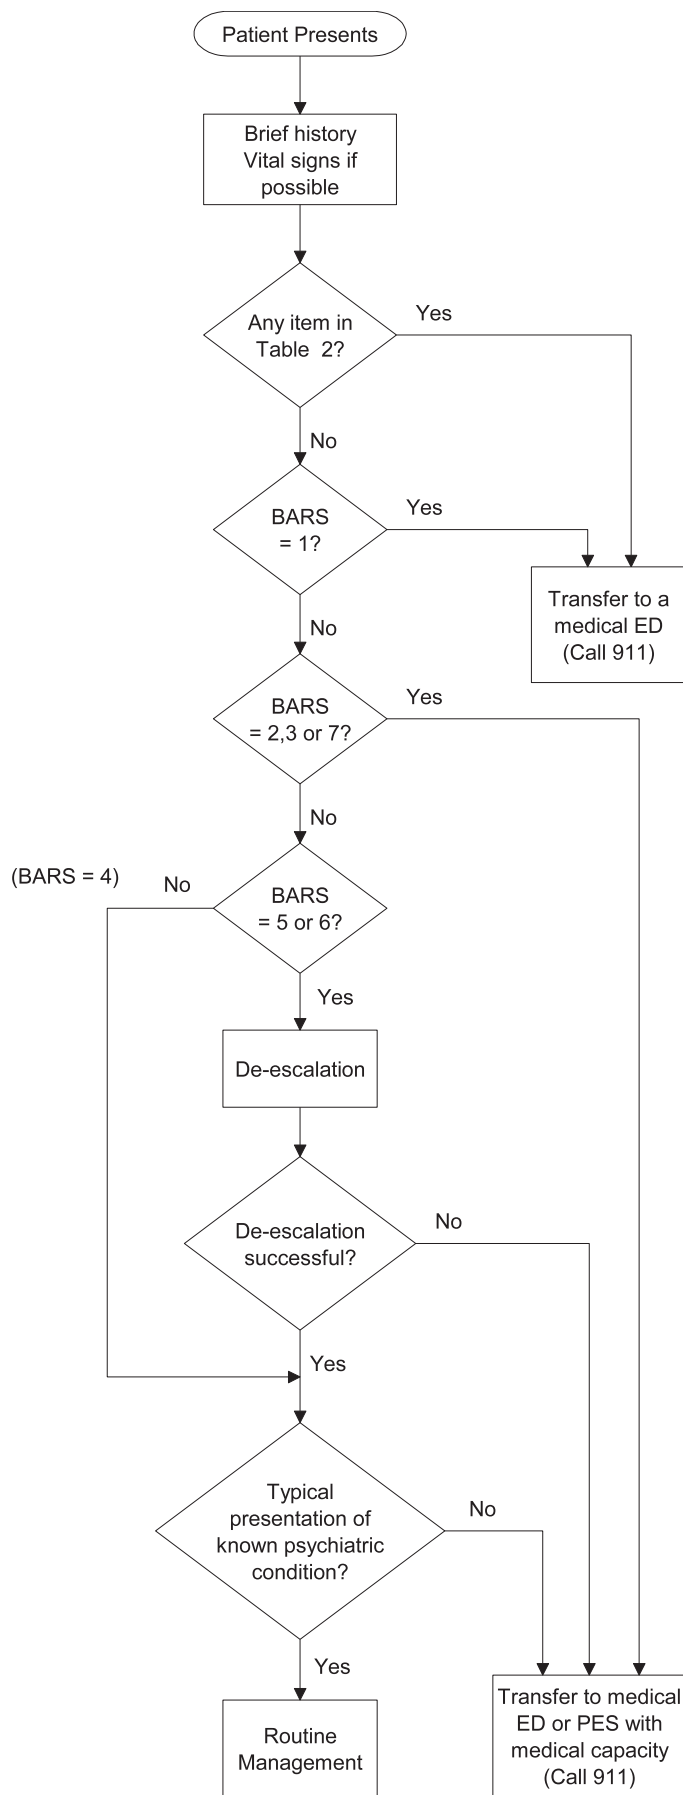 Patient Presents
Brief history
Vital signs if
possible
Any item in
Table 2?
Yes
No
BARS
= 1?
Yes
Transfer to a
medical ED
(Call 911)
No
BARS
= 2,3 or 7?
Yes
No
(BARS = 4)
No
BARS
= 5 or 6?
Yes
De-escalation
De-escalation
successful?
No
Yes
Typical
presentation of
known psychiatric
condition?
No
Yes
Routine
Management
Transfer to medical
ED or PES with
medical capacity
(Call 911)